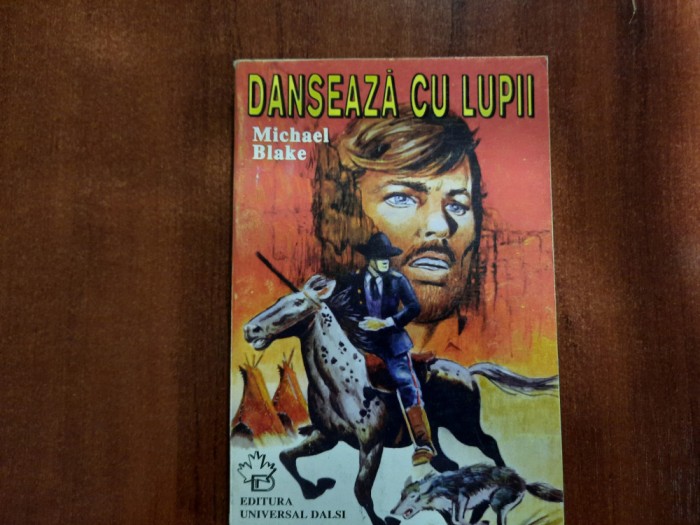 DANSEAZĂ CU LUPII
Michael
Blake
EDITURA
UNIVERSAL DALSI